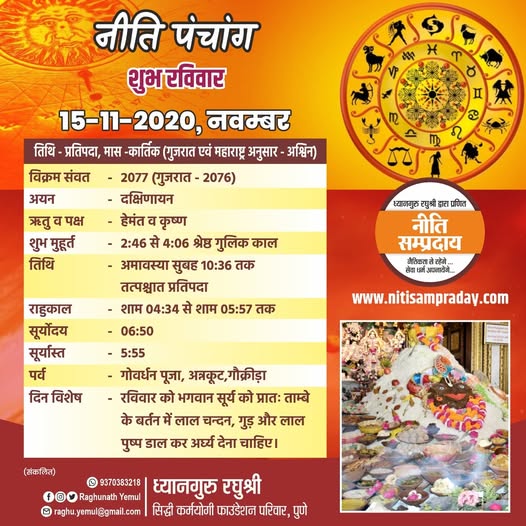 नीति पंचांग
शुभ रविवार
15-11-2020, नवम्बर
तिथि - प्रतिपदा, मास -कार्तिक (गुजरात एवं महाराष्ट्र अनुसार - अश्विन)
विक्रम संवत - 2077 (गुजरात - 2076)
अयन - दक्षिणायन
ऋतु व पक्ष - हेमंत व कृष्ण
शुभ मुहूर्त - 2:46 से 4:06 श्रेष्ठ गुलिक काल
तिथि - अमावस्या सुबह 10:36 तक
तत्पश्चात प्रतिपदा
राहुकाल - शाम 04:34 से शाम 05:57 तक
सूर्योदय - 06:50
सूर्यास्त - 5:55
पर्व - गोवर्धन पूजा, अन्नकूट,गौक्रीड़ा
दिन विशेष - रविवार को भगवान सूर्य को प्रातः ताम्बे
के बर्तन में लाल चन्दन, गुड़ और लाल
पुष्प डाल कर अर्घ्य देना चाहिए।
ध्यानगुरु रघुश्री द्वारा प्रणित
नीति
सम्प्रदाय
नैतिकता से रहेंगे ...
सेवा धर्म अपनायेंगे...
www.nitisampraday.com
(संकलित)
9370383218
Raghunath Yemul
raghu.yemul@gmail.com
ध्यानगुरु रघुश्री
सिद्धी कर्मयोगी फाउंडेशन परिवार, पुणे